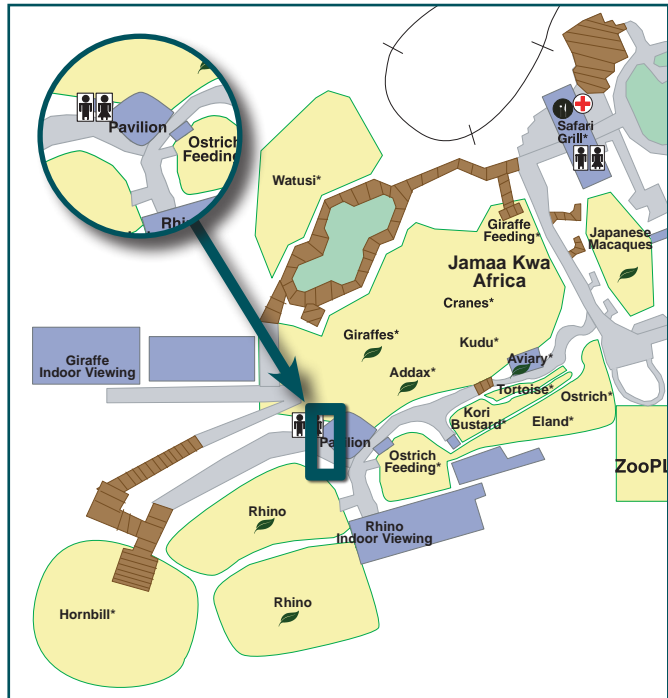 Pavilion
Ostrich
Feeding
Rhi
Watusi*
Safari
Grill*
Giraffe
Feeding*
Japanese
Macaques
Jamaa Kwa
Africa
Cranes*
Giraffes*
Kudu*
Addax*
Aviary*
Tortoise*
Ostrich*
Kori
Bustard*
Eland*
Giraffe
Indoor Viewing
Pavilion
Ostrich
Feeding*
ZooPL
Rhino
Rhino
Indoor Viewing
Hornbill*
Rhino